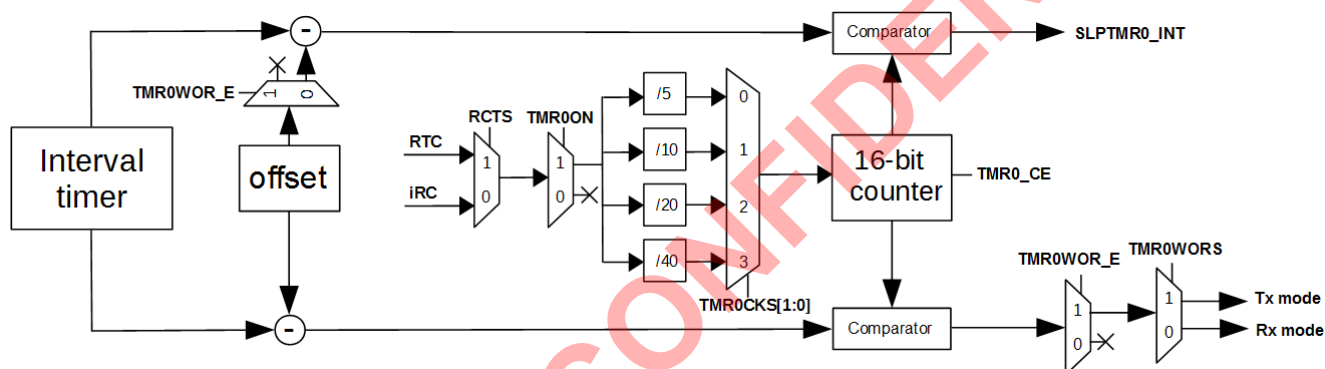 SLPTMR0_INT
Comparator
-
TMR0WOR_E
1
0
Interval
timer
offset
RTC
iRC
RCTS
1
0
TMR0ON
1
0
/5
/10
/20
/40
0
1
2
3
TMR0CKS[1:0]
16-bit
counter
TMR0_CE
-
Comparator
TMR0WOR_E
1
0
TMR0WORS
1
0
Tx mode
Rx mode
CONFIDEN